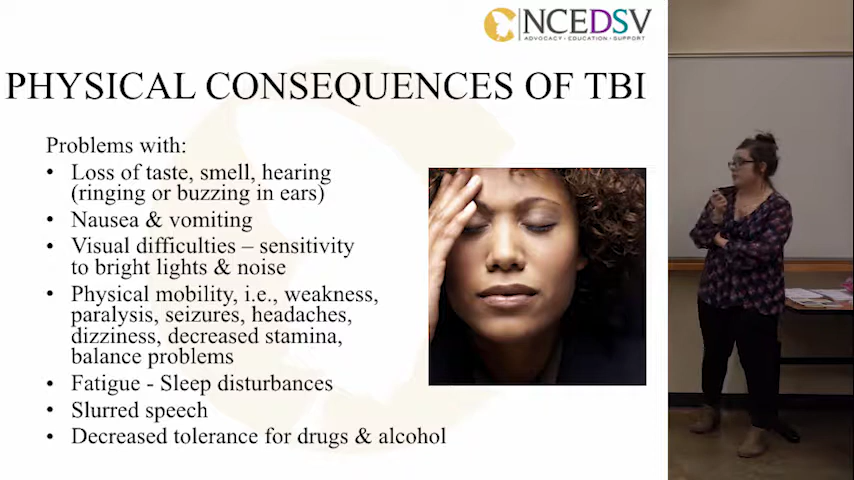 NCEDSV
ADVOCACY • EDUCATION • SUPPORT
PHYSICAL CONSEQUENCES OF TBI
Problems with:
• Loss of taste, smell, hearing
(ringing or buzzing in ears)
• Nausea & vomiting
• Visual difficulties – sensitivity
to bright lights & noise
• Physical mobility, i.e., weakness,
paralysis, seizures, headaches,
dizziness, decreased stamina,
balance problems
• Fatigue - Sleep disturbances
• Slurred speech
• Decreased tolerance for drugs & alcohol